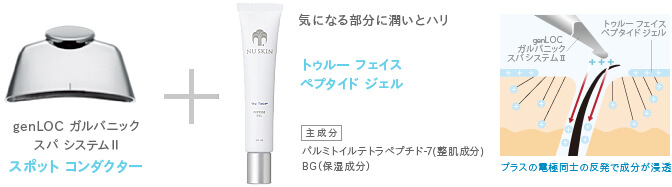 genLOC ガルバニック
スパ システムⅡ
スポット コンダクター
NU SKIN
気になる部分に潤いとハリ
トゥルー フェイス
ペプタイド ジェル
主成分
パルミトイルテトラペプチド-7(整肌成分)
BG(保湿成分)
genLOC
ガルバニック
スパ システムⅡ
トゥルー フェイス
ペプタイド ジェル
プラスの電極同士の反発で成分が浸透